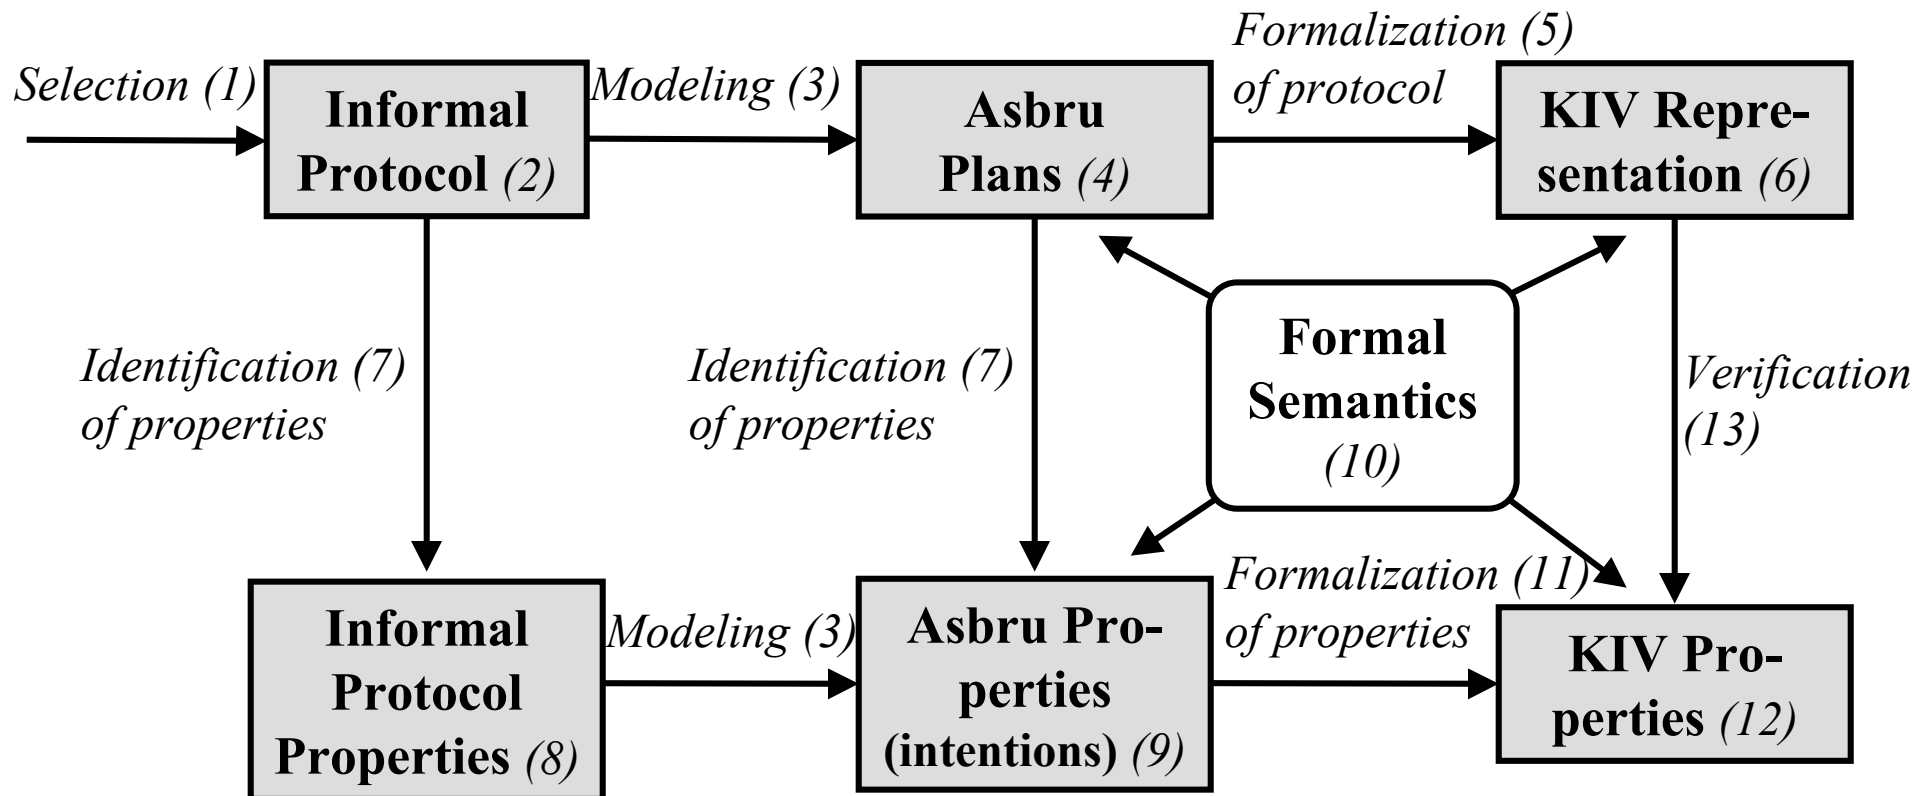 Selection (1)
Informal
Protocol (2)
Modeling (3)
Asbru
Plans (4)
Formalization (5)
of protocol
KIV Repre-
sentation (6)
Identification (7)
of properties
Identification (7)
of properties
Formal
Semantics
(10)
Verification
(13)
Informal
Protocol
Properties (8)
Modeling (3)
Asbru Pro-
perties
(intentions) (9)
Formalization (11)
of properties
KIV Pro-
perties (12)